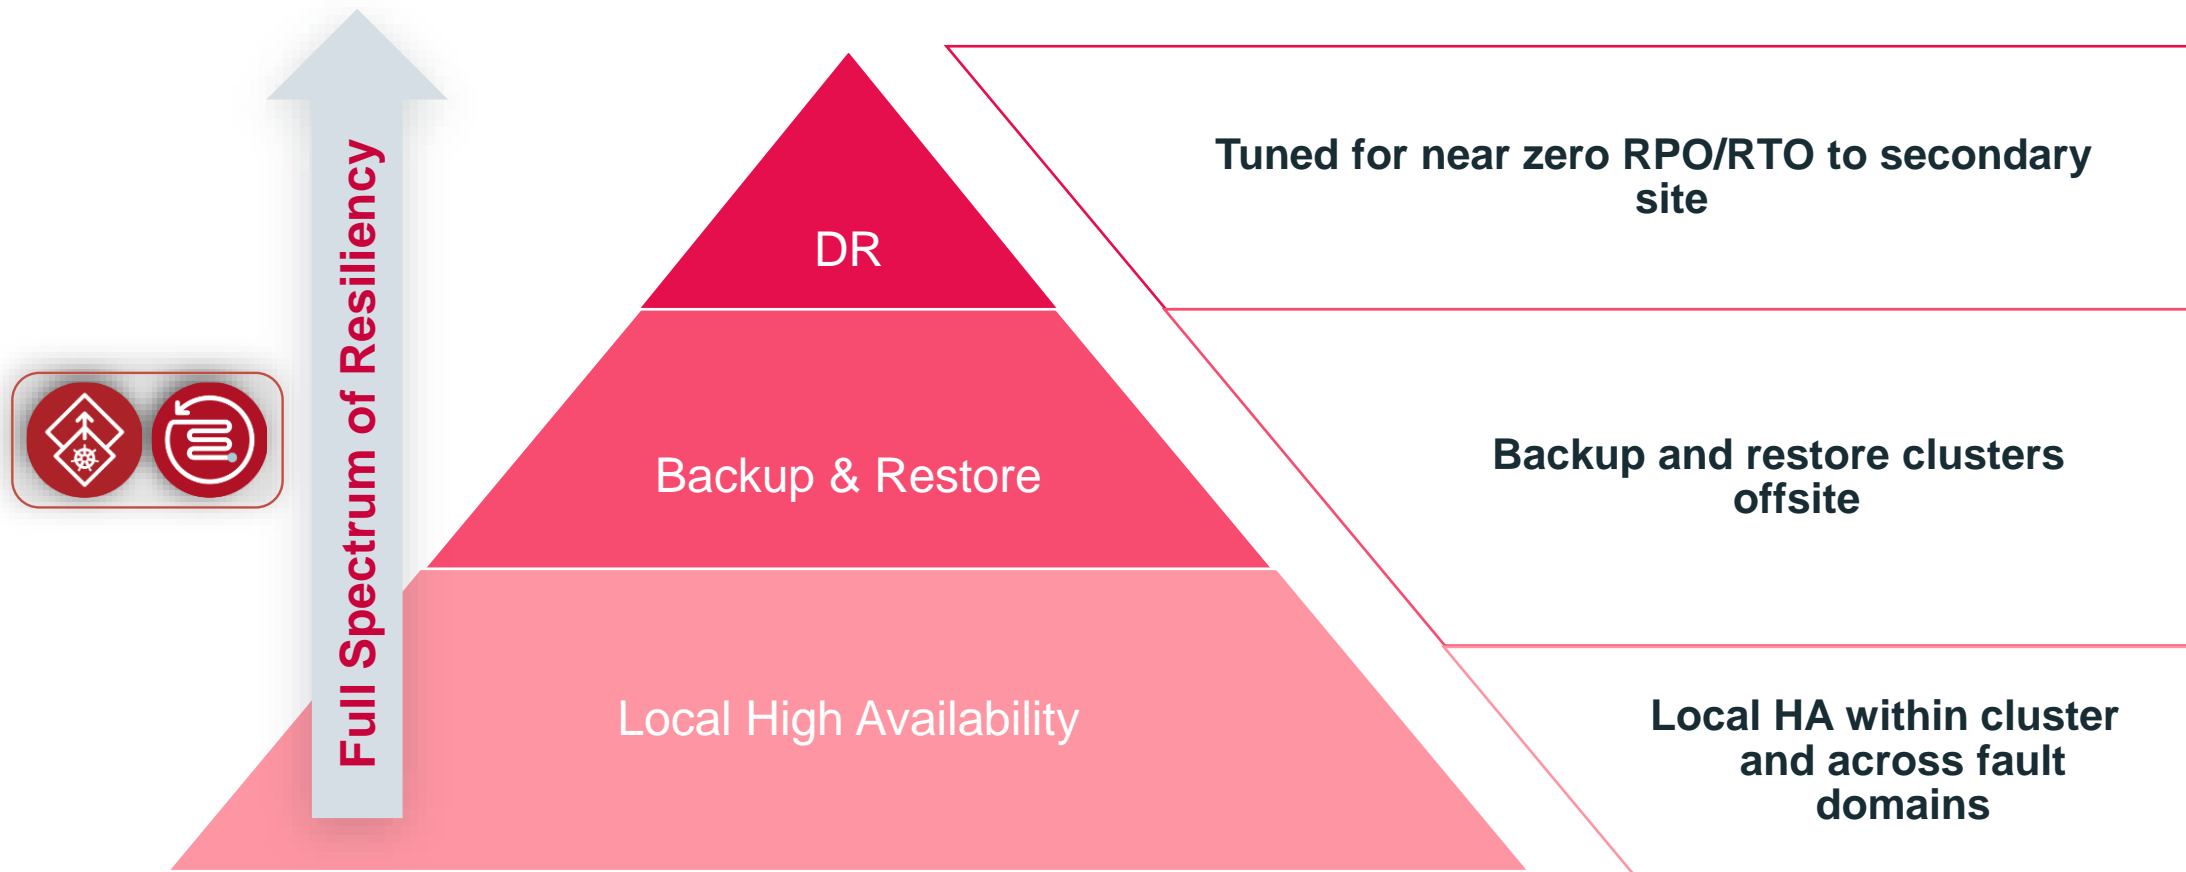 Full Spectrum of Resiliency
DR
Tuned for near zero RPO/RTO to secondary
site
Backup & Restore
Backup and restore clusters
offsite
Local High Availability
Local HA within cluster
and across fault
domains